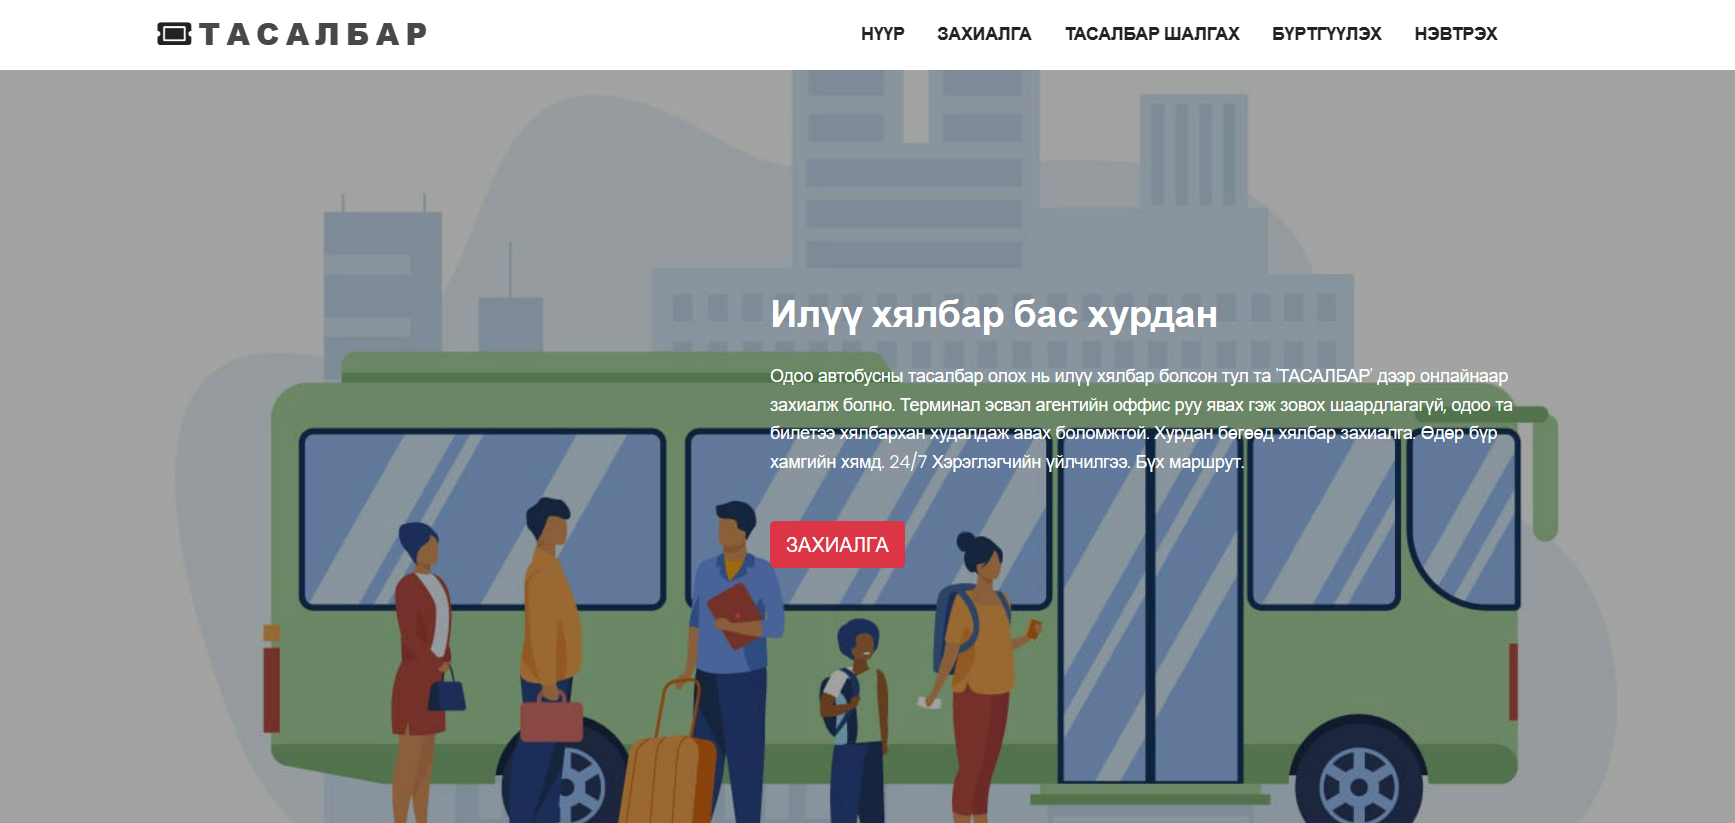 ТАСАЛБАР
НҮҮР ЗАХИАЛГА ТАСАЛБАР ШАЛГАХ БҮРТГҮҮЛЭХ НЭВТРЭХ
Илүү хялбар бас хурдан
Одоо автобусны тасалбар олох нь илүү хялбар болсон тул та 'ТАСАЛБАР' дээр онлайнаар
захиалж болно. Терминал эсвэл агентийн оффис руу явах гэж зовох шаардлагагүй, одоо та
билетээ хялбархан худалдаж авах боломжтой. Хурдан бөгөөд хялбар захиалга. Өдөр бүр
хамгийн хямд. 24/7 Хэрэглэгчийн үйлчилгээ. Бүх маршрут.
ЗАХИАЛГА